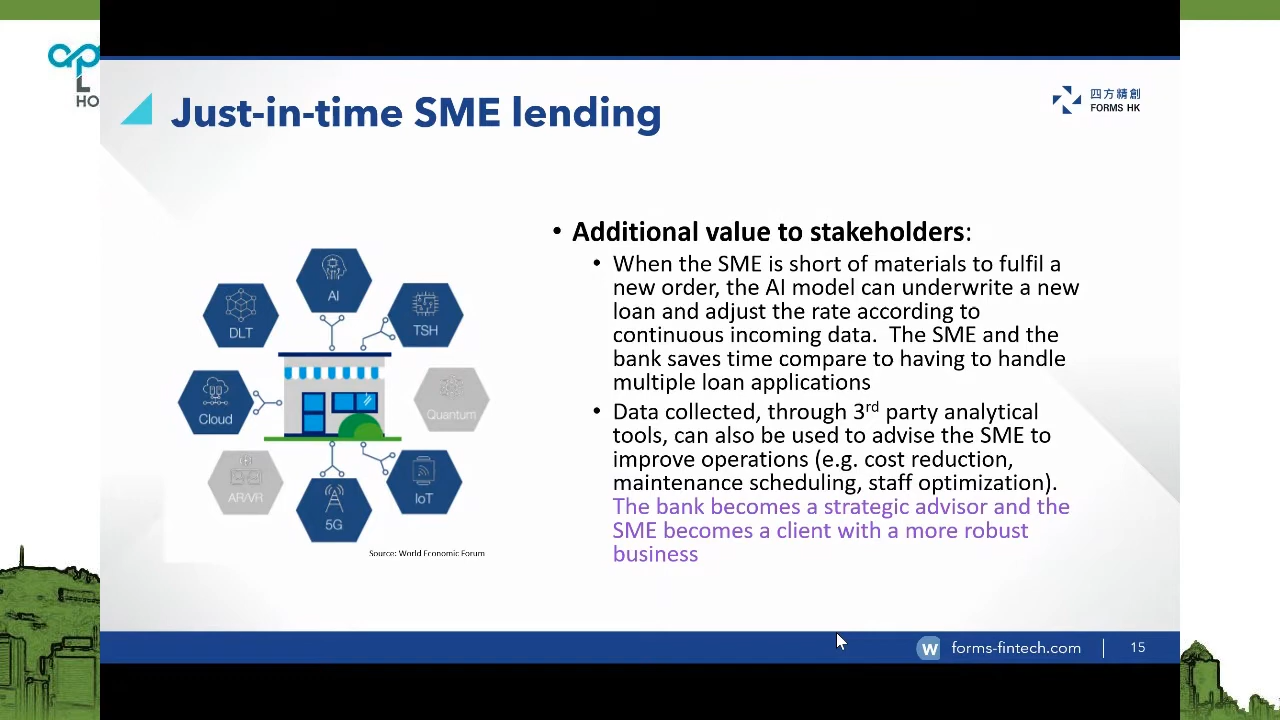 ap
L
HO
Just-in-time SME lending
四方精創
FORMS HK
AI
DLT
TSH
Cloud
Quantum
AR/VR
IoT
5G
Source: World Economic Forum
• Additional value to stakeholders:
• When the SME is short of materials to fulfil a
new order, the AI model can underwrite a new
loan and adjust the rate according to
continuous incoming data. The SME and the
bank saves time compare to having to handle
multiple loan applications
• Data collected, through 3rd party analytical
tools, can also be used to advise the SME to
improve operations (e.g. cost reduction,
maintenance scheduling, staff optimization).
The bank becomes a strategic advisor and the
SME becomes a client with a more robust
business
W forms-fintech.com 15